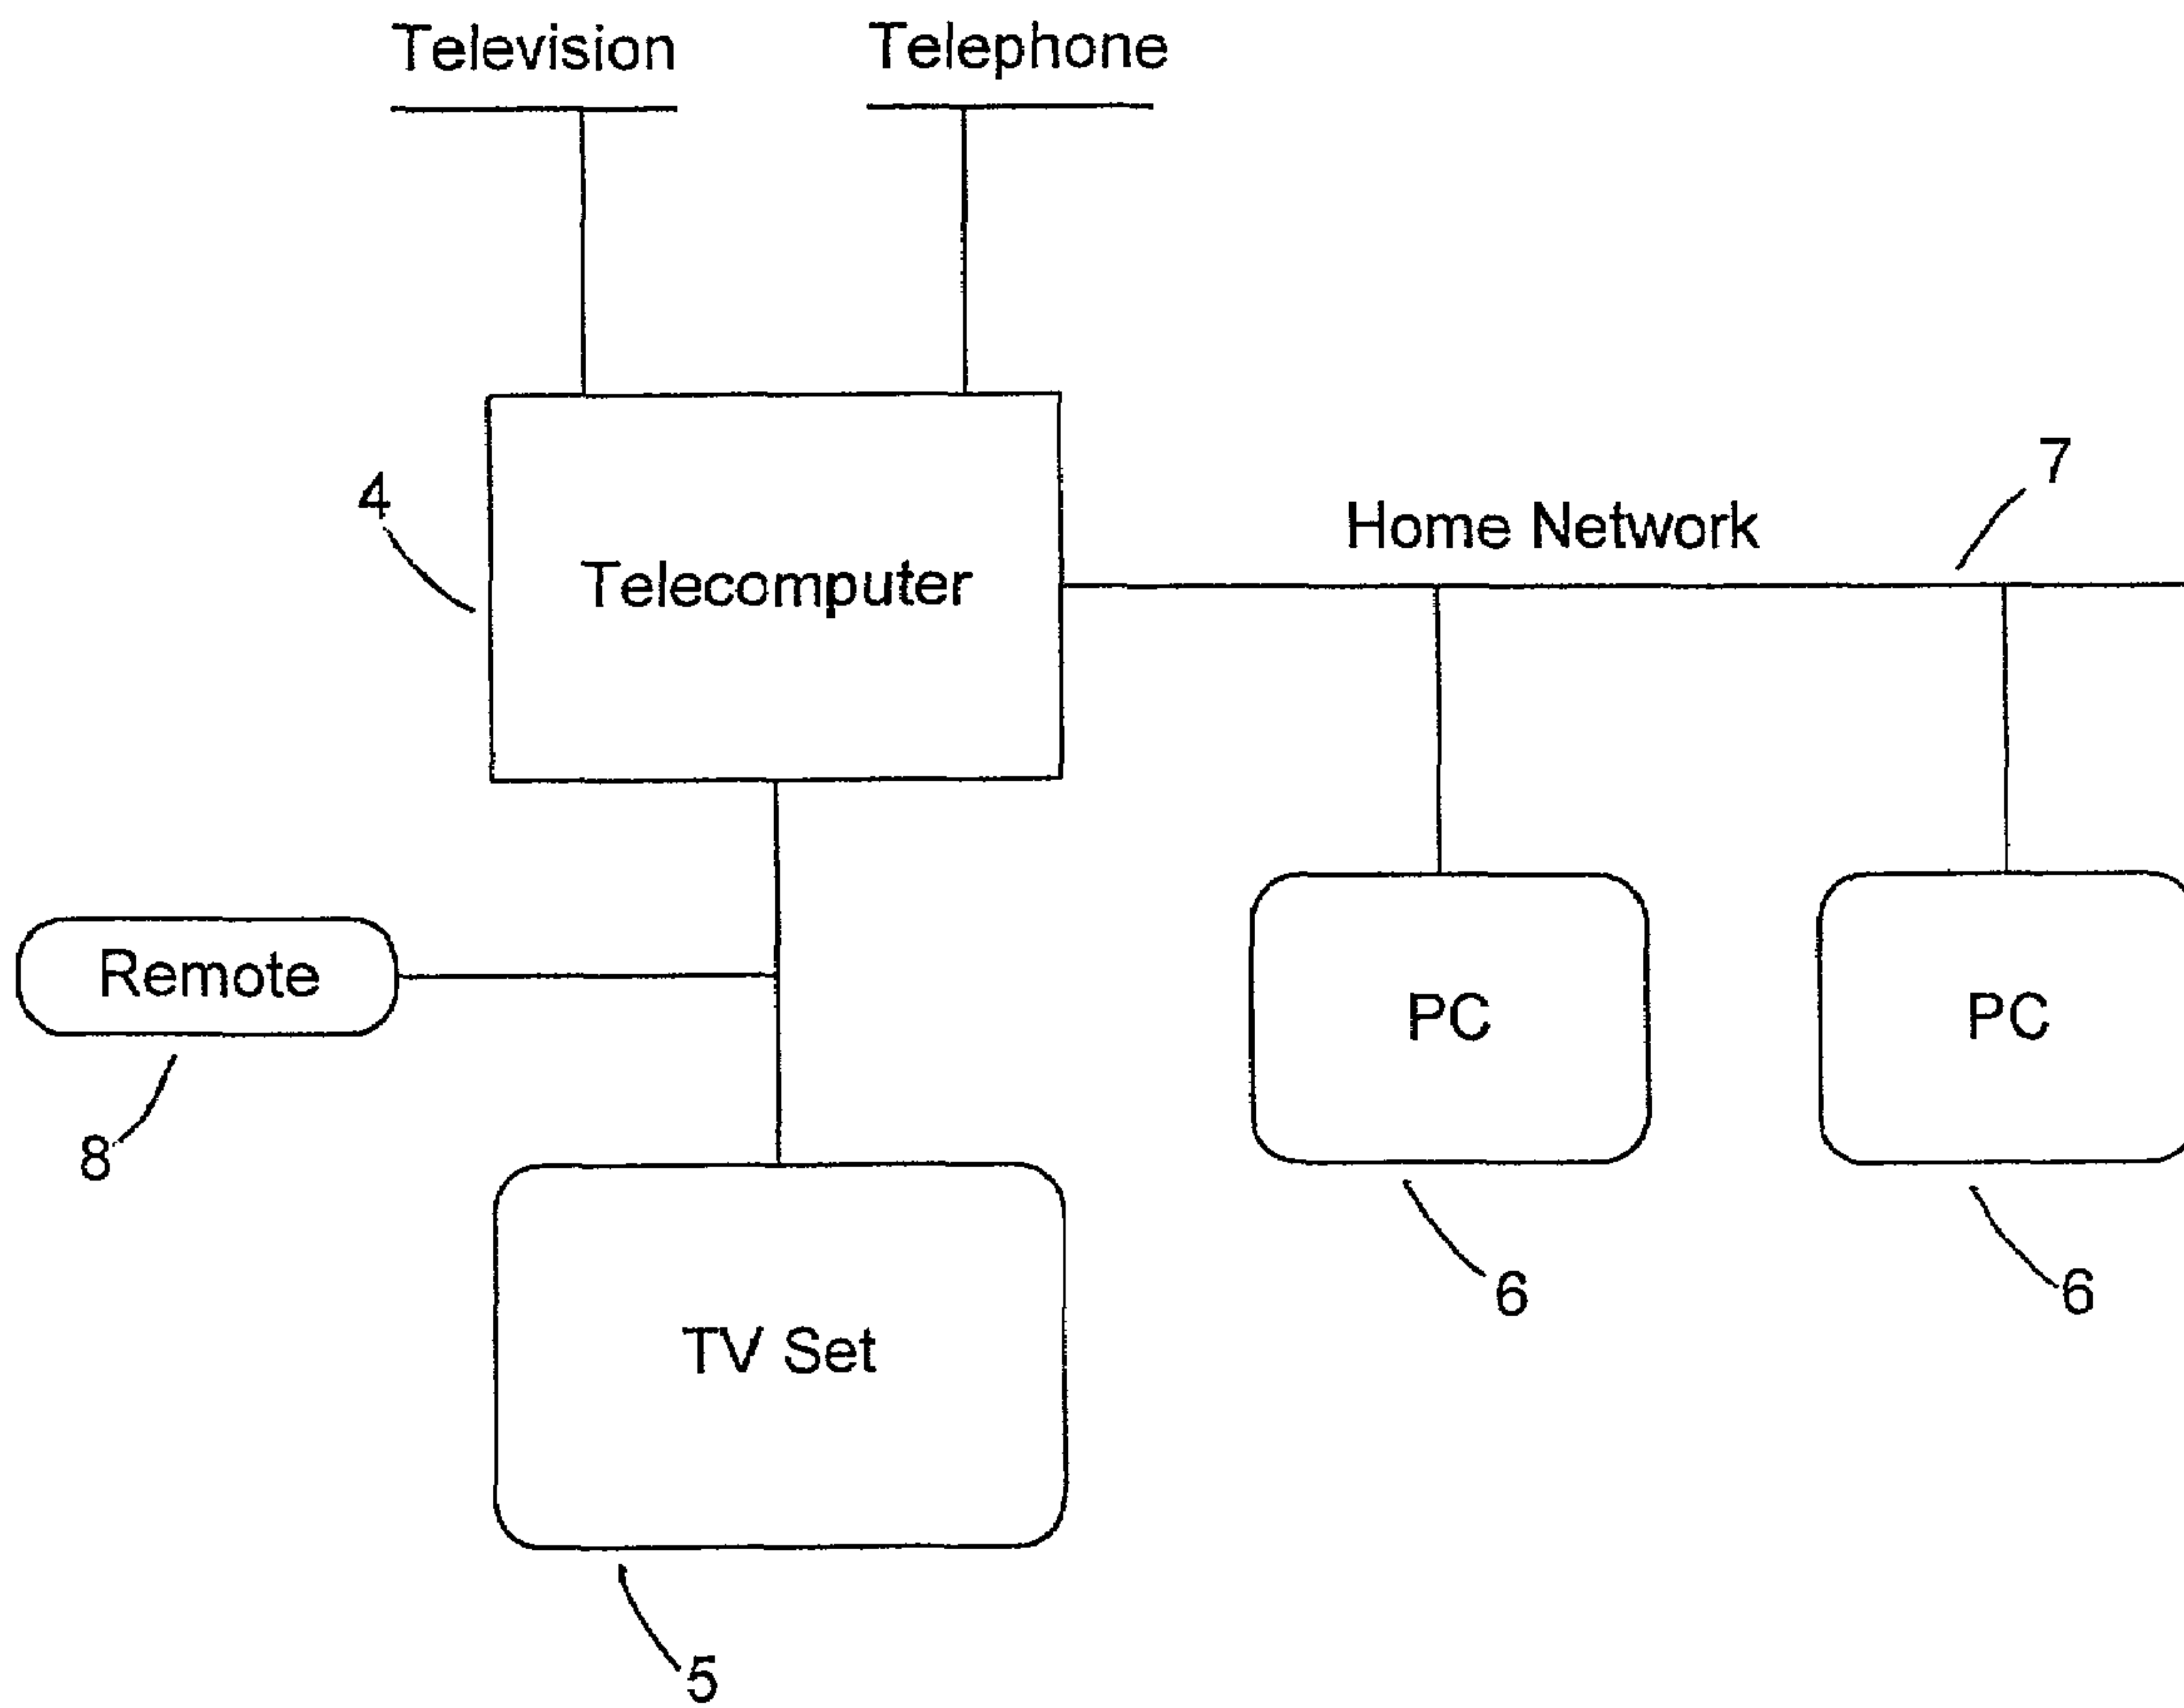 Television
Telephone
4
Telecomputer
Home Network
7
Remote
8
PC
PC
6
6
TV Set
5